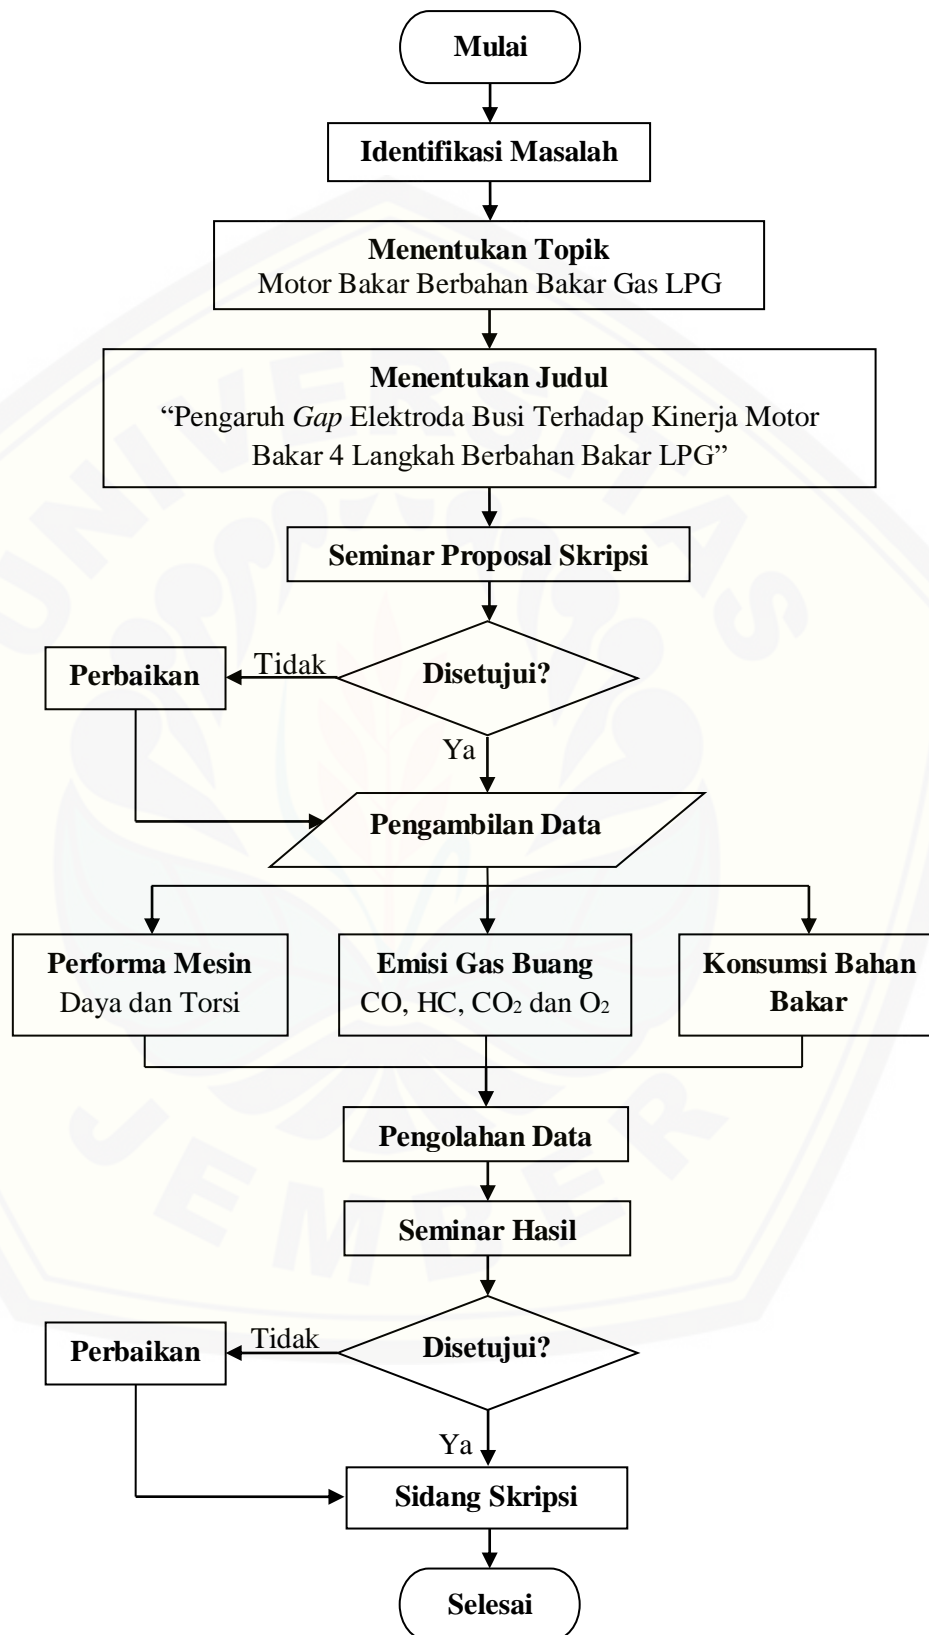 Mulai
Identifikasi Masalah
Menentukan Topik
Motor Bakar Berbahan Bakar Gas LPG
Menentukan Judul
“Pengaruh Gap Elektroda Busi Terhadap Kinerja Motor
Bakar 4 Langkah Berbahan Bakar LPG”
Seminar Proposal Skripsi
Disetujui?
Tidak
Perbaikan
Ya
Pengambilan Data
Performa Mesin
Daya dan Torsi
Emisi Gas Buang
CO, HC, CO₂ dan O₂
Konsumsi Bahan
Bakar
Pengolahan Data
Seminar Hasil
Disetujui?
Tidak
Perbaikan
Ya
Sidang Skripsi
Selesai
UNIVERSITAS
JEMBER